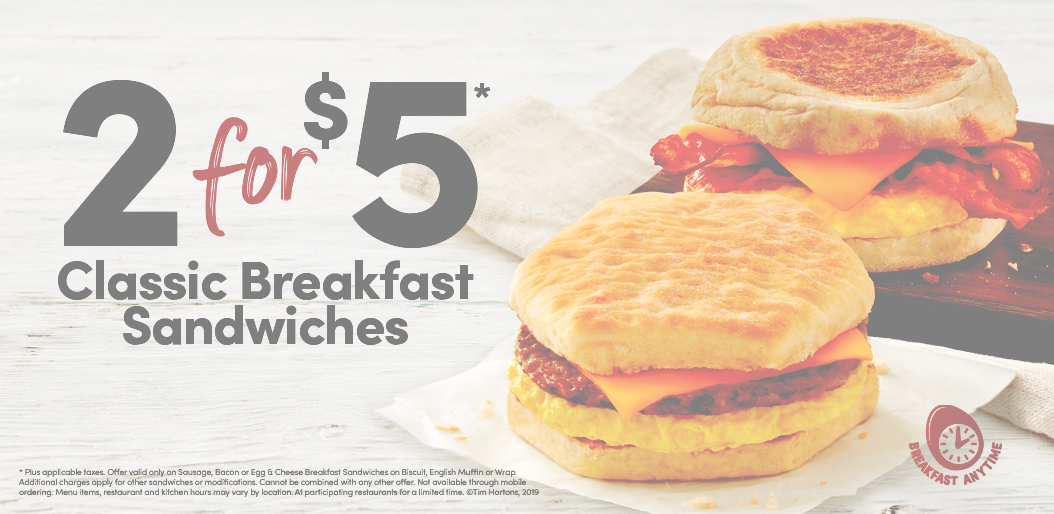 2 for $5*
Classic Breakfast
Sandwiches
* Plus applicable taxes. Offer valid only on Sausage, Bacon or Egg & Cheese Breakfast Sandwiches on Biscuit, English Muffin or Wrap.
Additional charges apply for other sandwiches or modifications. Cannot be combined with any other offer. Not available through mobile
ordering. Menu items, restaurant and kitchen hours may vary by location. At participating restaurants for a limited time. ©Tim Hortons, 2019
BREAKFAST ANYTIME